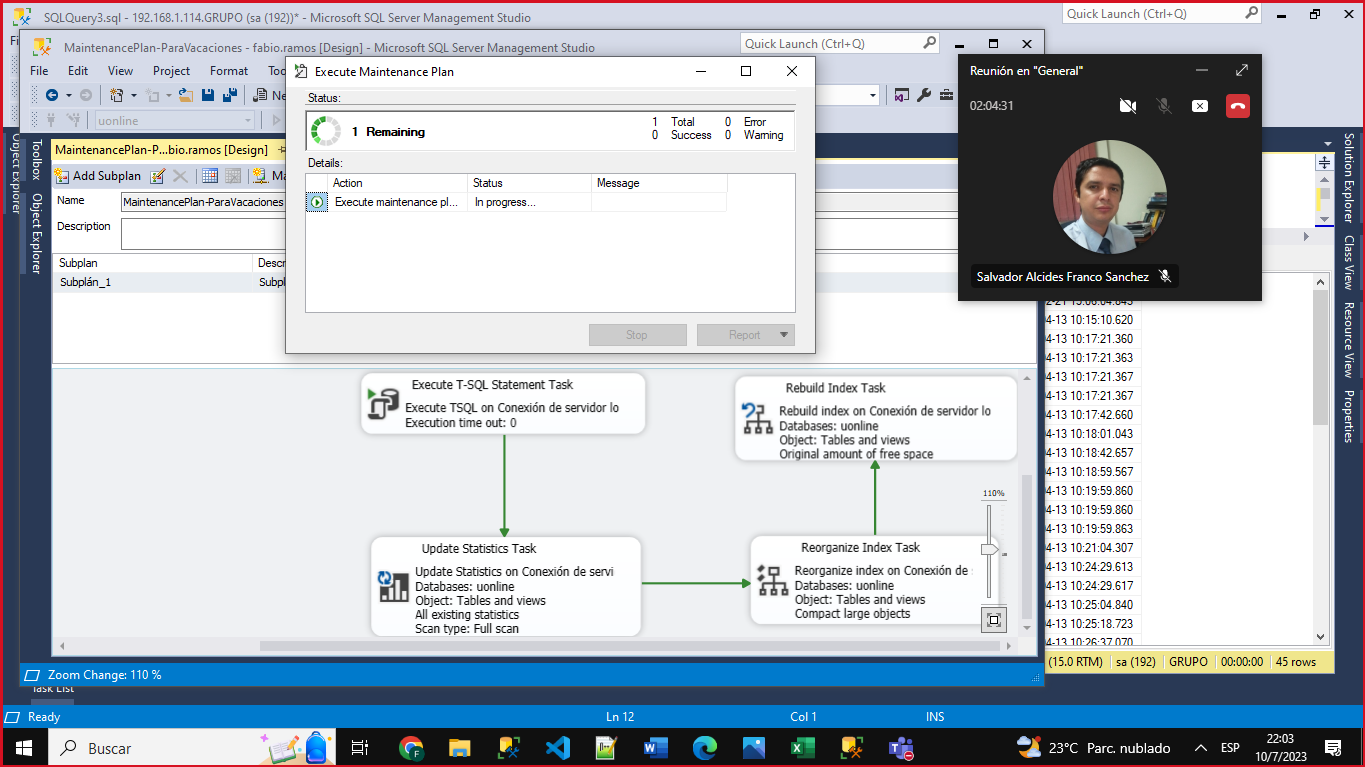 SQLQuery3.sql - 192.168.1.114.GRUPO (sa (192))* - Microsoft SQL Server Management Studio
Quick Launch (Ctrl+Q)
MaintenancePlan-ParaVacaciones - fabio.ramos [Design] - Microsoft SQL Server Management Studio
Quick Launch (Ctrl+Q)
File Edit View Project Format
uonline
Execute Maintenance Plan
Status:
1 Remaining
1 Total 0 Error
0 Success 0 Warning
Details:
Action Status Message
Execute maintenance pl... In progress...
Stop Report
Reunión en "General"
02:04:31
Salvador Alcides Franco Sanchez
Object Explorer
Toolbox
Object Explorer
MaintenancePlan-P...bio.ramos [Design]
Add Subplan
Name MaintenancePlan-ParaVacaciones
Description
Subplan
Subplán_1
Solution Explorer
Class View
Resource View
Properties
Execute T-SQL Statement Task
Execute TSQL on Conexión de servidor lo
Execution time out: 0
Rebuild Index Task
Rebuild index on Conexión de servidor lo
Databases: uonline
Object: Tables and views
Original amount of free space
Update Statistics Task
Update Statistics on Conexión de servi
Databases: uonline
Object: Tables and views
All existing statistics
Scan type: Full scan
Reorganize Index Task
Reorganize index on Conexión de
Databases: uonline
Object: Tables and views
Compact large objects
110%
4-13 10:15:10.620
4-13 10:17:21.360
4-13 10:17:21.363
4-13 10:17:21.367
4-13 10:17:21.367
4-13 10:17:42.660
4-13 10:18:01.043
4-13 10:18:42.657
4-13 10:18:59.567
4-13 10:19:59.860
4-13 10:19:59.860
4-13 10:19:59.863
4-13 10:21:04.307
4-13 10:24:29.613
4-13 10:24:29.617
4-13 10:25:04.840
4-13 10:25:18.723
4-13 10:26:37.070
(15.0 RTM) sa (192) GRUPO 00:00:00 45 rows
Zoom Change: 110 %
Task List
Ready Ln 12 Col 1 INS
Buscar
23°C Parc. nublado
ESP
22:03
10/7/2023